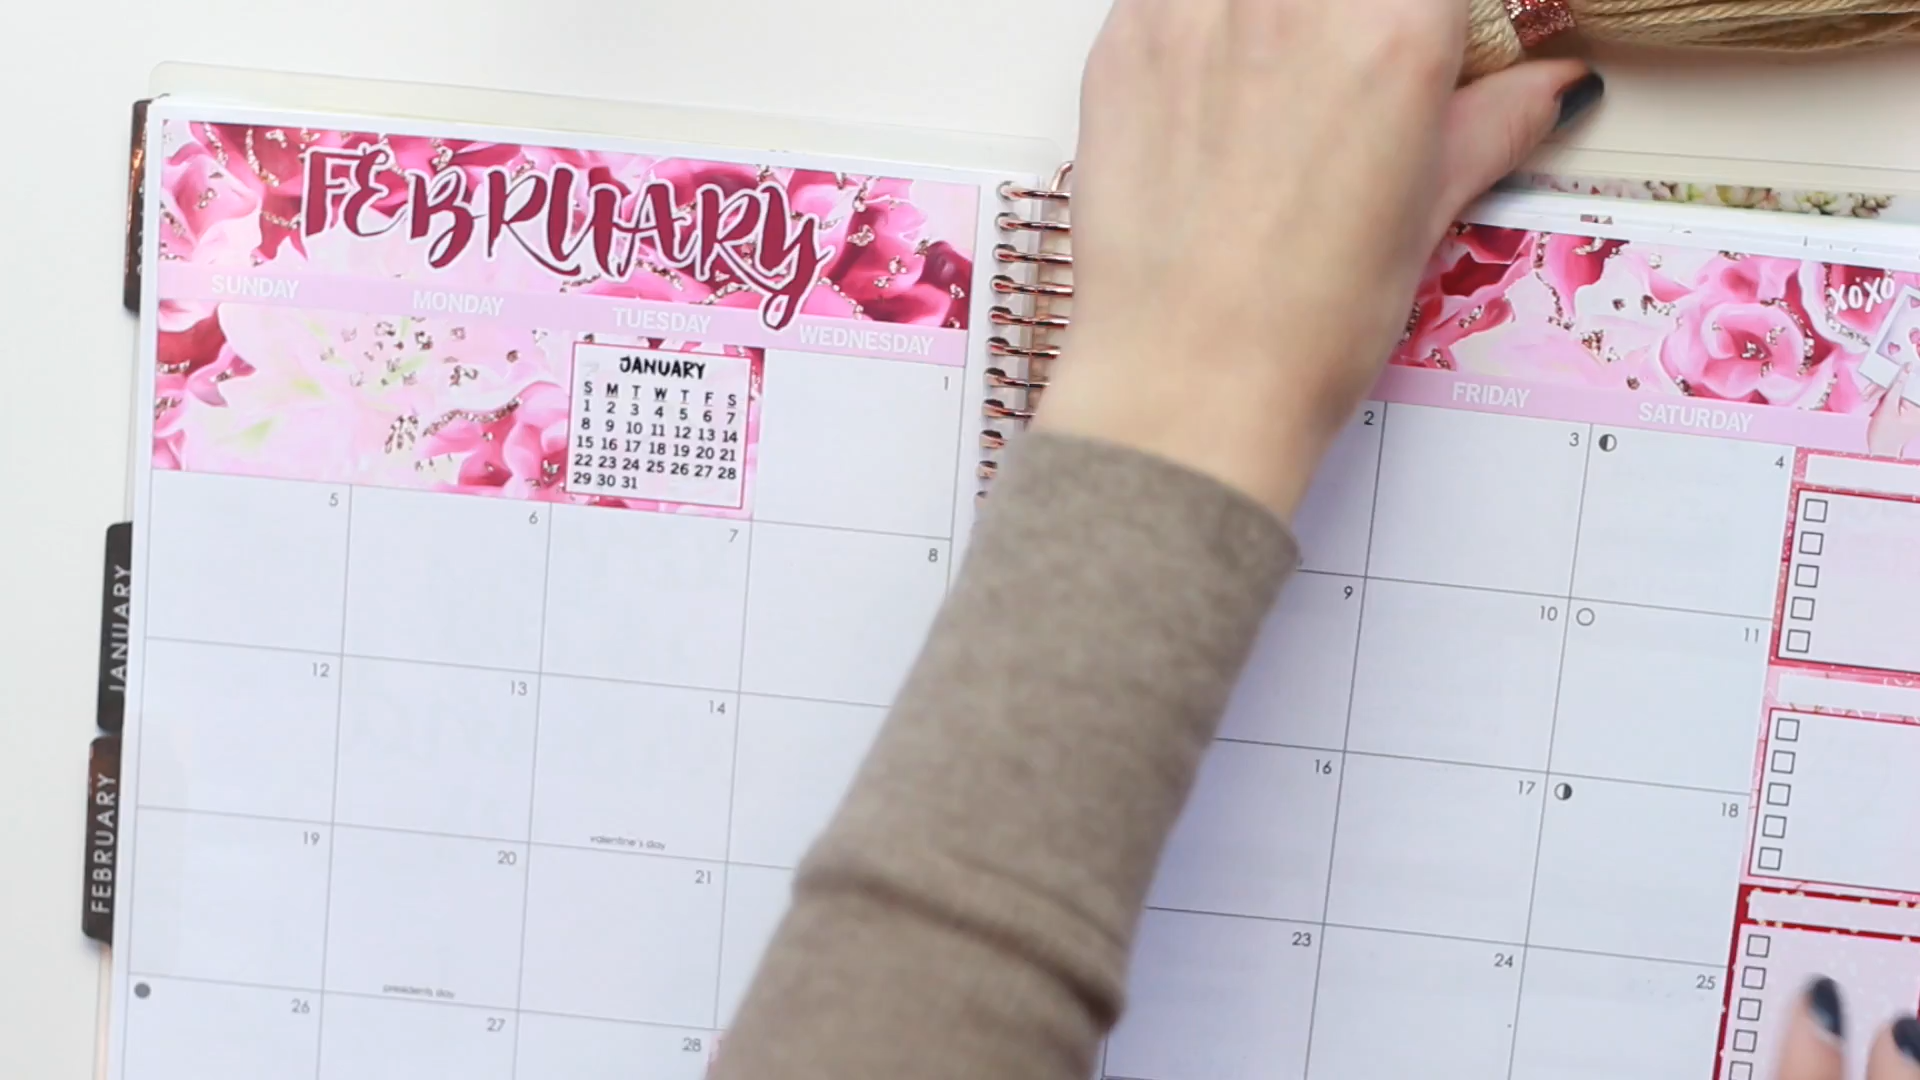 FEBRUARY
SUNDAY MONDAY TUESDAY WEDNESDAY
FRIDAY SATURDAY
XOXO
JANUARY
S M T W T F S
1 2 3 4 5 6 7
8 9 10 11 12 13 14
15 16 17 18 19 20 21
22 23 24 25 26 27 28
29 30 31
1 2 3 4
5 6 7 8 9 10 11
12 13 14 16 17 18
valentine's day
19 20 21 23 24 25
presidents day
26 27 28
JANUARY
FEBRUARY